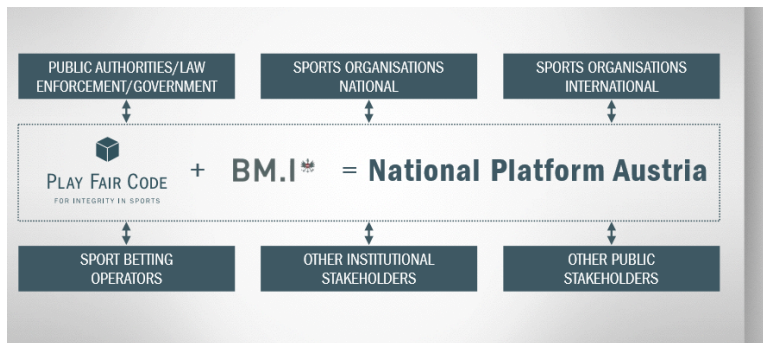 PUBLIC AUTHORITIES/LAW
ENFORCEMENT/GOVERNMENT
SPORTS ORGANISATIONS
NATIONAL
SPORTS ORGANISATIONS
INTERNATIONAL
PLAY FAIR CODE
FOR INTEGRITY IN SPORTS
+ BM.I = National Platform Austria
SPORT BETTING
OPERATORS
OTHER INSTITUTIONAL
STAKEHOLDERS
OTHER PUBLIC
STAKEHOLDERS